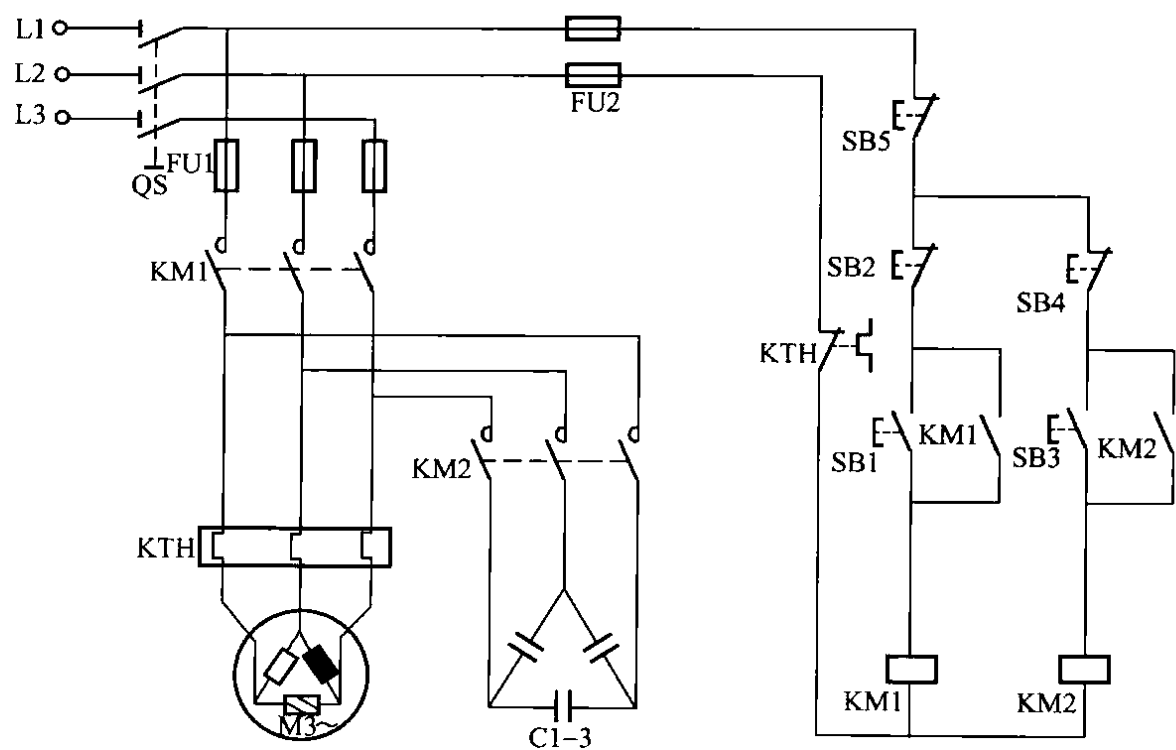 L1
L2
FU2
L3
SB5
FU1
QS
KM1
SB2
SB4
KTH
KM1
SB1
KM2
SB3
KM2
KTH
KM1
KM2
M3~
C1-3